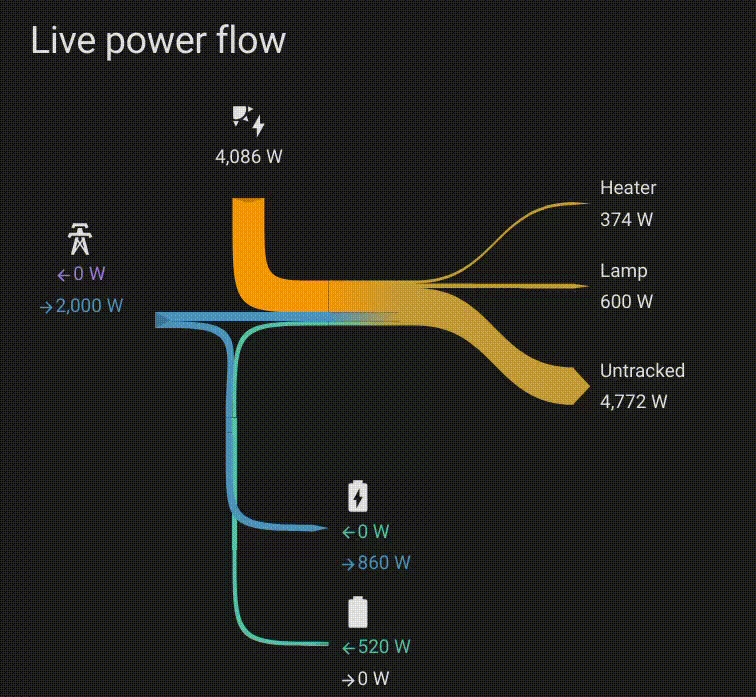 Live power flow
4,086 W
←0 W
→2,000 W
Heater
374 W
Lamp
600 W
Untracked
4,772 W
←0 W
→860 W
←520 W
→0 W